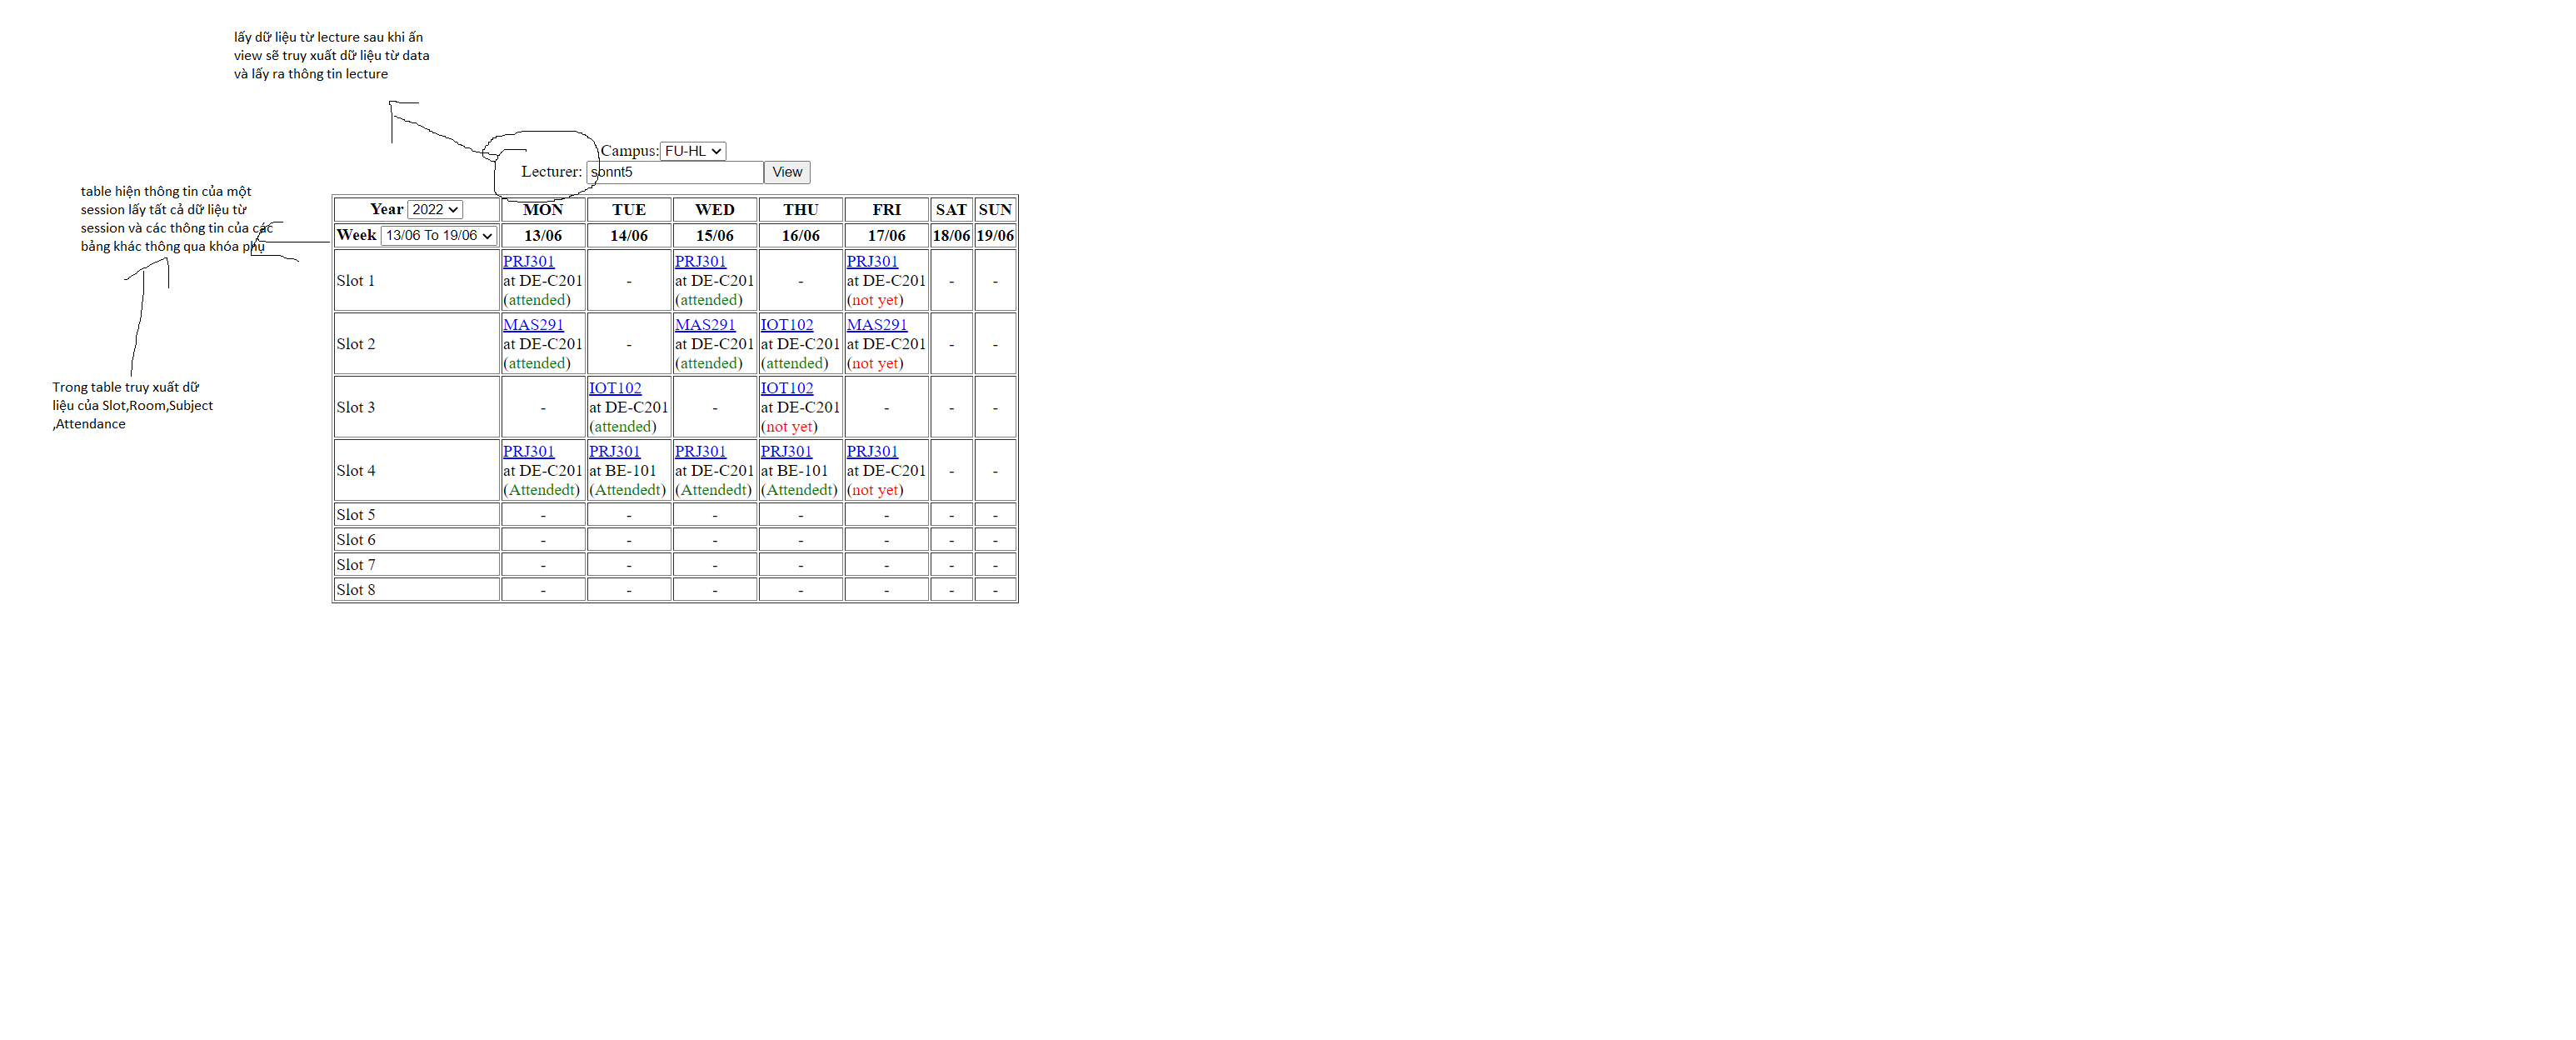 lấy dữ liệu từ lecture sau khi ấn
view sẽ truy xuất dữ liệu từ data
và lấy ra thông tin lecture
Campus: FU-HL
Lecturer: sonnt5 View
table hiện thông tin của một
session lấy tất cả dữ liệu từ
session và các thông tin của các
bảng khác thông qua khóa phụ
Trong table truy xuất dữ
liệu của Slot,Room,Subject
,Attendance
Year 2022 MON TUE WED THU FRI SAT SUN
Week 13/06 To 19/06 13/06 14/06 15/06 16/06 17/06 18/06 19/06
PRJ301 PRJ301 PRJ301
Slot 1 at DE-C201 - at DE-C201 - at DE-C201 - -
(attended) (attended) (not yet)
MAS291 MAS291 IOT102 MAS291
Slot 2 at DE-C201 - at DE-C201 at DE-C201 at DE-C201 - -
(attended) (attended) (attended) (not yet)
IOT102 IOT102
Slot 3 - at DE-C201 - at DE-C201 - - -
(attended) (not yet)
PRJ301 PRJ301 PRJ301 PRJ301 PRJ301
Slot 4 at DE-C201 at BE-101 at DE-C201 at BE-101 at DE-C201 - -
(Attendedt) (Attendedt) (Attendedt) (Attendedt) (not yet)
Slot 5 - - - - - - -
Slot 6 - - - - - - -
Slot 7 - - - - - - -
Slot 8 - - - - - - -